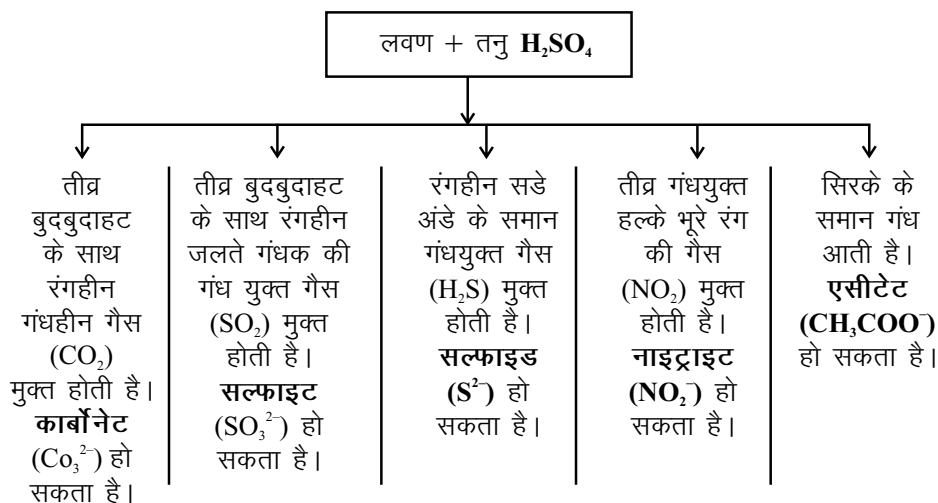 लवण + तनु H₂SO₄
तीव्र
बुदबुदाहट
के साथ
रंगहीन
गंधहीन गैस
(CO₂)
मुक्त होती है।
कार्बोनेट
(Co₃²⁻) हो
सकता है।
तीव्र बुदबुदाहट
के साथ रंगहीन
जलते गंधक की
गंध युक्त गैस
(SO₂) मुक्त
होती है।
सल्फाइट
(SO₃²⁻) हो
सकता है।
रंगहीन सडे
अंडे के समान
गंधयुक्त गैस
(H₂S) मुक्त
होती है।
सल्फाइड
(S²⁻) हो
सकता है।
तीव्र गंधयुक्त
हल्के भूरे रंग
की गैस
(NO₂) मुक्त
होती है।
नाइट्राइट
(NO₂⁻) हो
सकता है।
सिरके के
समान गंध
आती है।
एसीटेट
(CH₃COO⁻)
हो सकता है।